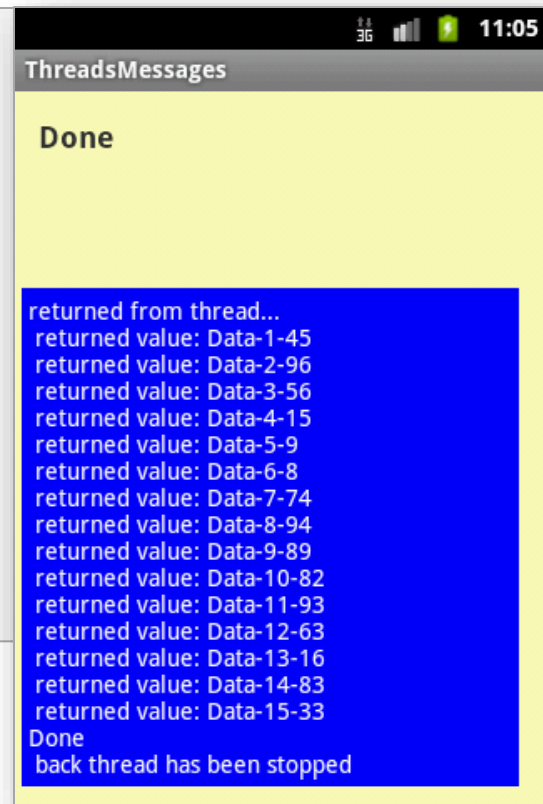 3G 11:05
ThreadsMessages
Done
returned from thread...
returned value: Data-1-45
returned value: Data-2-96
returned value: Data-3-56
returned value: Data-4-15
returned value: Data-5-9
returned value: Data-6-8
returned value: Data-7-74
returned value: Data-8-94
returned value: Data-9-89
returned value: Data-10-82
returned value: Data-11-93
returned value: Data-12-63
returned value: Data-13-16
returned value: Data-14-83
returned value: Data-15-33
Done
back thread has been stopped